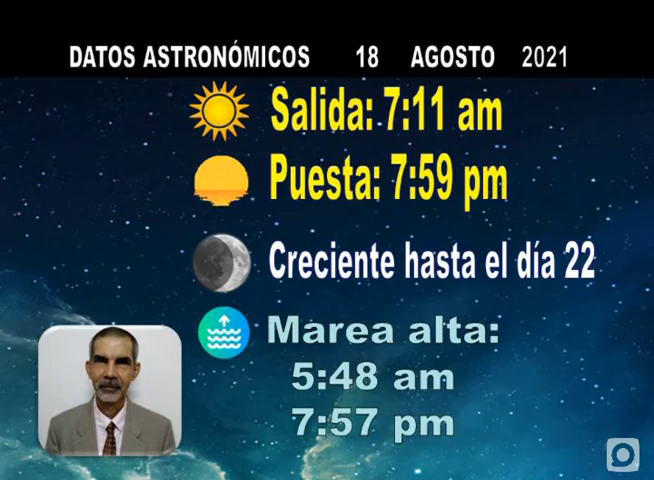 DATOS ASTRONÓMICOS 18 AGOSTO 2021
Salida: 7:11 am
Puesta: 7:59 pm
Creciente hasta el día 22
Marea alta:
5:48 am
7:57 pm